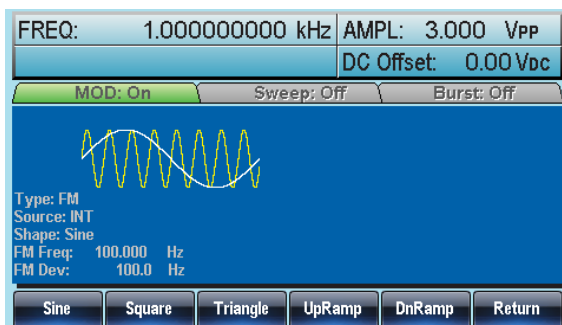 FREQ: 1.000000000 kHz AMPL: 3.000 VPP
DC Offset: 0.00 VDC
MOD: On Sweep: Off Burst: Off
Type: FM
Source: INT
Shape: Sine
FM Freq: 100.000 Hz
FM Dev: 100.0 Hz
Sine Square Triangle UpRamp DnRamp Return